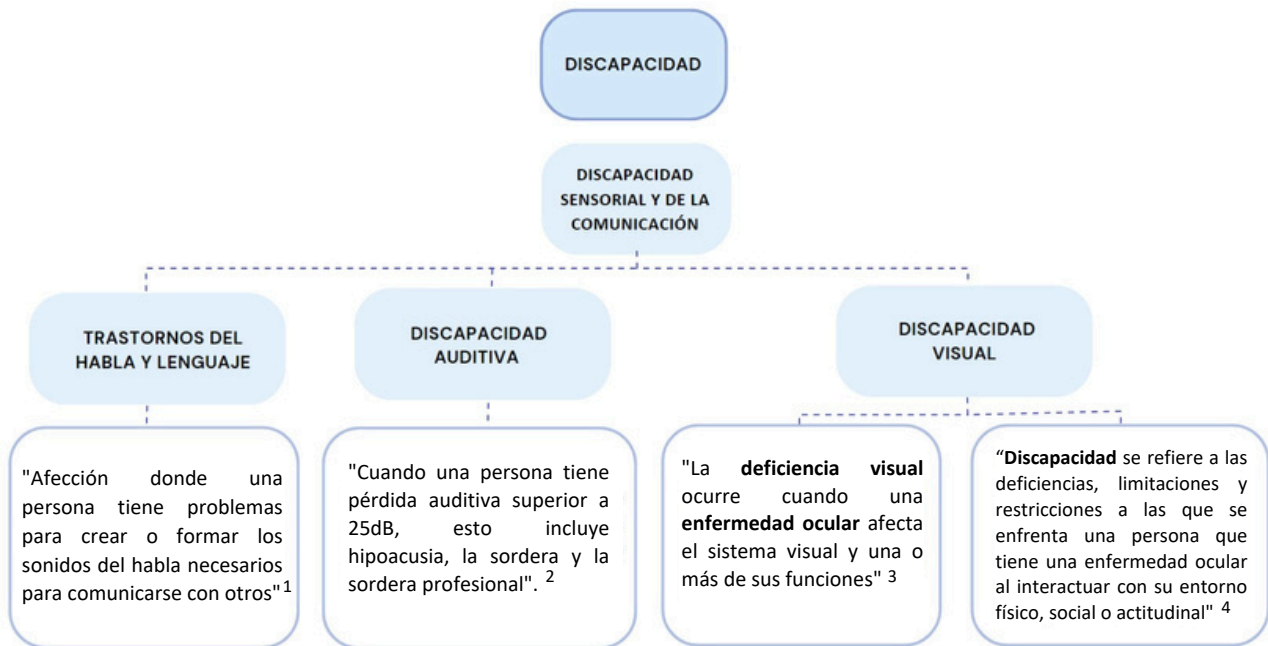 DISCAPACIDAD
DISCAPACIDAD
SENSORIAL Y DE LA
COMUNICACIÓN
TRASTORNOS DEL
HABLA Y LENGUAJE
DISCAPACIDAD
AUDITIVA
DISCAPACIDAD
VISUAL
"Afección donde una
persona tiene problemas
para crear o formar los
sonidos del habla necesarios
para comunicarse con otros" 1
"Cuando una persona tiene
pérdida auditiva superior a
25dB, esto incluye
hipoacusia, la sordera y la
sordera profesional". 2
"La deficiencia visual
ocurre cuando una
enfermedad ocular afecta
el sistema visual y una o
más de sus funciones" 3
“Discapacidad se refiere a las
deficiencias, limitaciones y
restricciones a las que se
enfrenta una persona que
tiene una enfermedad ocular
al interactuar con su entorno
físico, social o actitudinal" 4